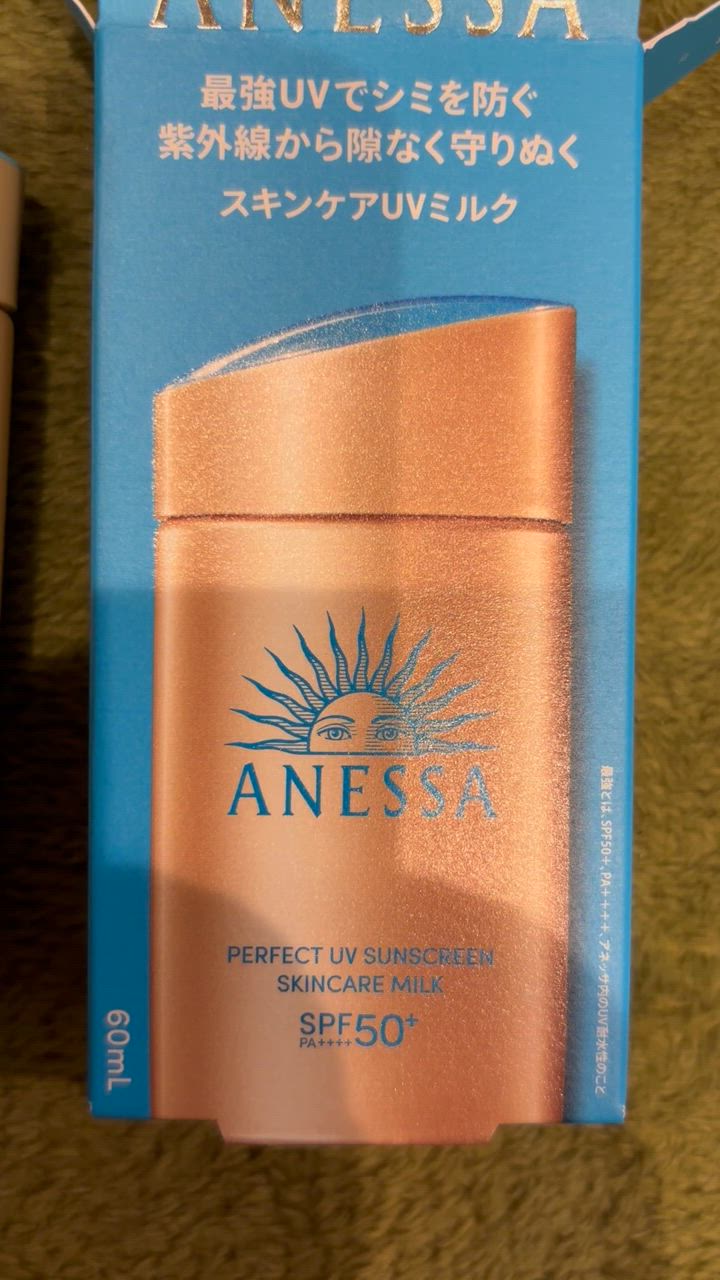 ANESSA
最強UVでシミを防ぐ
紫外線から隙なく守りぬく
スキンケアUVミルク
ANESSA
PERFECT UV SUNSCREEN
SKINCARE MILK
SPF50+
PA++++
60mL
最強とは、SPF50+、PA++++、アネッサ内のUV耐水性のこと